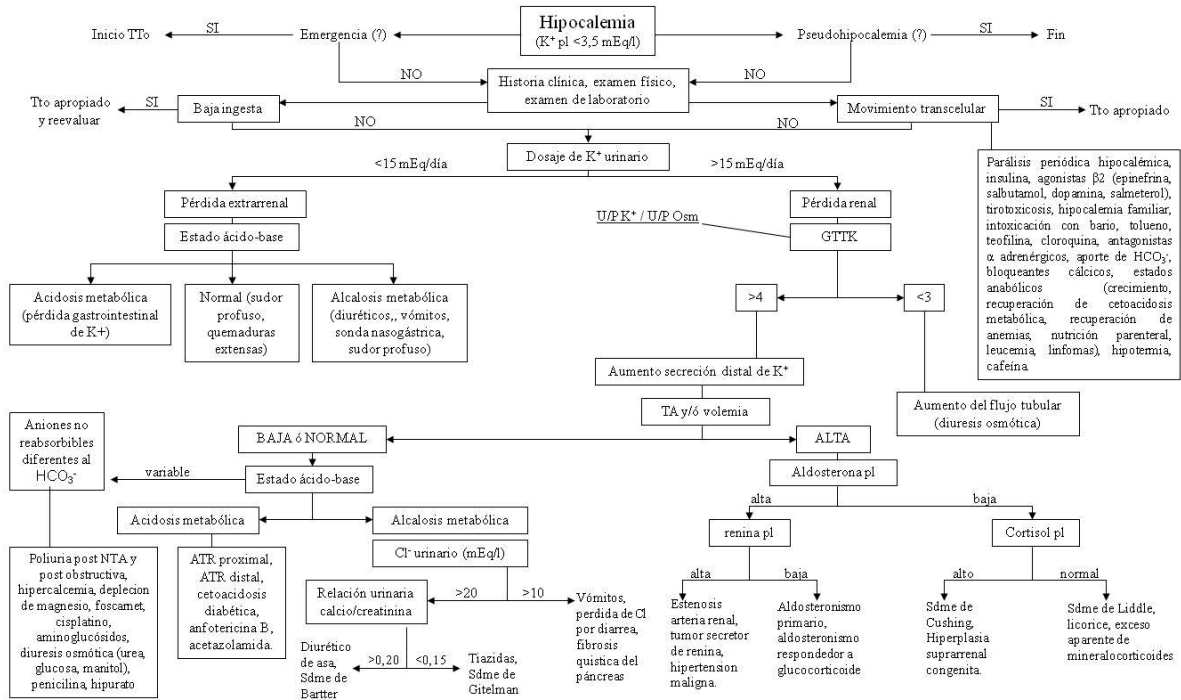 Hipocalemia
(K+ pl <3,5 mEq/l)
Inicio TTo
SI
Emergencia (?)
Pseudohipocalemia (?)
SI
Fin
NO
NO
Historia clínica, examen físico,
examen de laboratorio
Tto apropiado
y reevaluar
SI
Baja ingesta
Movimiento transcelular
SI
Tto apropiado
NO
NO
Dosaje de K+ urinario
<15 mEq/día
>15 mEq/día
Pérdida extrarrenal
Pérdida renal
Estado ácido-base
U/P K+ / U/P Osm
GTTK
Parálisis periódica hipocalémica,
insulina, agonistas β2 (epinefrina,
salbutamol, dopamina, salmeterol),
tirotoxicosis, hipocalemia familiar,
intoxicación con bario, tolueno,
teofilina, cloroquina, antagonistas
α adrenérgicos, aporte de HCO3-,
bloqueantes cálcicos, estados
anabólicos (crecimiento,
recuperación de cetoacidosis
metabólica, recuperación de
anemias, nutrición parenteral,
leucemia, linfomas), hipotermia,
cafeína.
Acidosis metabólica
(pérdida gastrointestinal
de K+)
Normal (sudor
profuso,
quemaduras
extensas)
Alcalosis metabólica
(diuréticos,, vómitos,
sonda nasogástrica,
sudor profuso)
>4
<3
Aumento secreción distal de K+
Aumento del flujo tubular
(diuresis osmótica)
TA y/ó volemia
BAJA ó NORMAL
ALTA
Aniones no
reabsorbibles
diferentes al
HCO3-
variable
Estado ácido-base
Aldosterona pl
alta
baja
Acidosis metabólica
Alcalosis metabólica
renina pl
Cortisol pl
Poliuria post NTA y
post obstructiva,
hipercalcemia, deplecion
de magnesio, foscarnet,
cisplatino,
aminoglúsidos,
diuresis osmótica (urea,
glucosa, manitol),
penicilina, hipurato
ATR proximal,
ATR distal,
cetoacidosis
diabética,
anfotericina B,
acetazolamida.
Cl- urinario (mEq/l)
>20
>10
Relación urinaria
calcio/creatinina
>0,20
<0,15
Diurético
de asa,
Sdme de
Bartter
Tiazidas,
Sdme de
Gitelman
Vómitos,
perdida de Cl
por diarrea,
fibrosis
quistica del
páncreas
alta
baja
Estenosis
arteria renal,
tumor secretor
de renina,
hipertension
maligna.
Aldosteronismo
primario,
aldosteronismo
respondedor a
glucocorticoide
alto
normal
Sdme de
Cushing,
Hiperplasia
suprarrenal
congenita.
Sdme de Liddle,
licorice, exceso
aparente de
mineralocorticoides